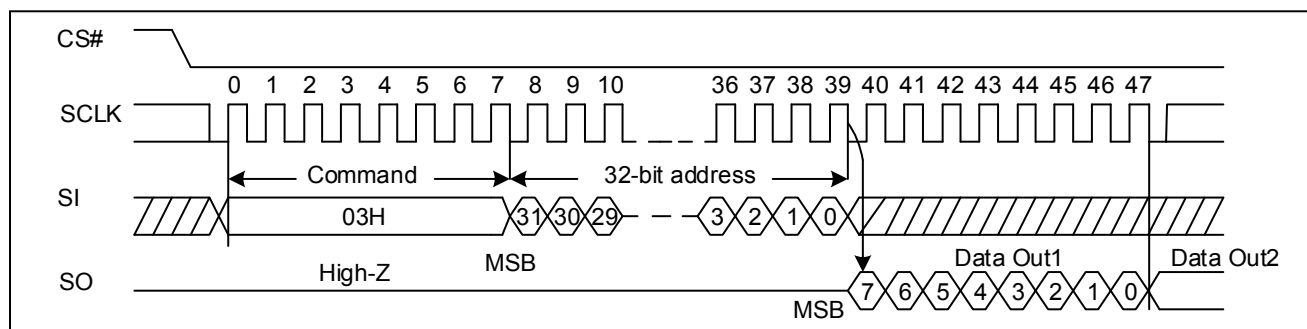 CS#
0 1 2 3 4 5 6 7 8 9 10 36 37 38 39 40 41 42 43 44 45 46 47
SCLK
Command 32-bit address
SI 03H 31 30 29 3 2 1 0
High-Z MSB Data Out1 Data Out2
SO 7 6 5 4 3 2 1 0
MSB